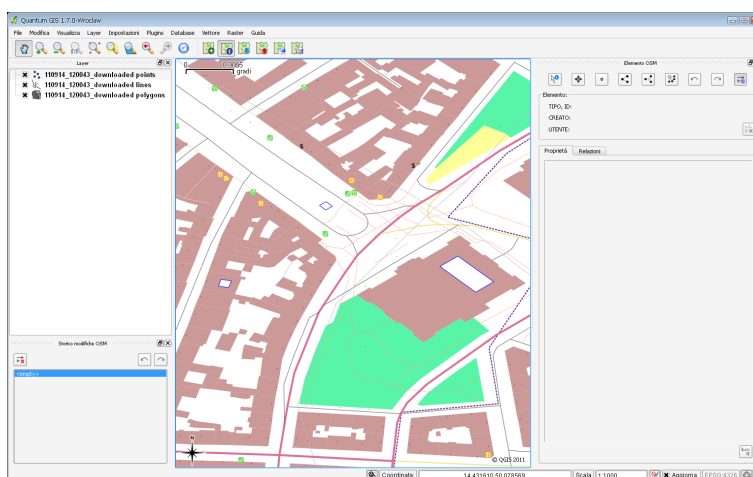 Quantum GIS 1.7.0-Wroclaw
File Modifica Visualizza Layer Impostazioni Plugins Database Vettore Raster Guida
Layer
110914_120043_downloaded points
110914_120043_downloaded lines
110914_120043_downloaded polygons
Storico modifiche OSM
<empty>
0 0.0005
gradi
$
$
N
© QGIS 2011
Elemento OSM
Elemento:
TIPO, ID:
CREATO:
UTENTE:
Proprietà Relazioni
Coordinate: 14.431610,50.078569 Scala 1:1000 Aggiorna EPSG:4326